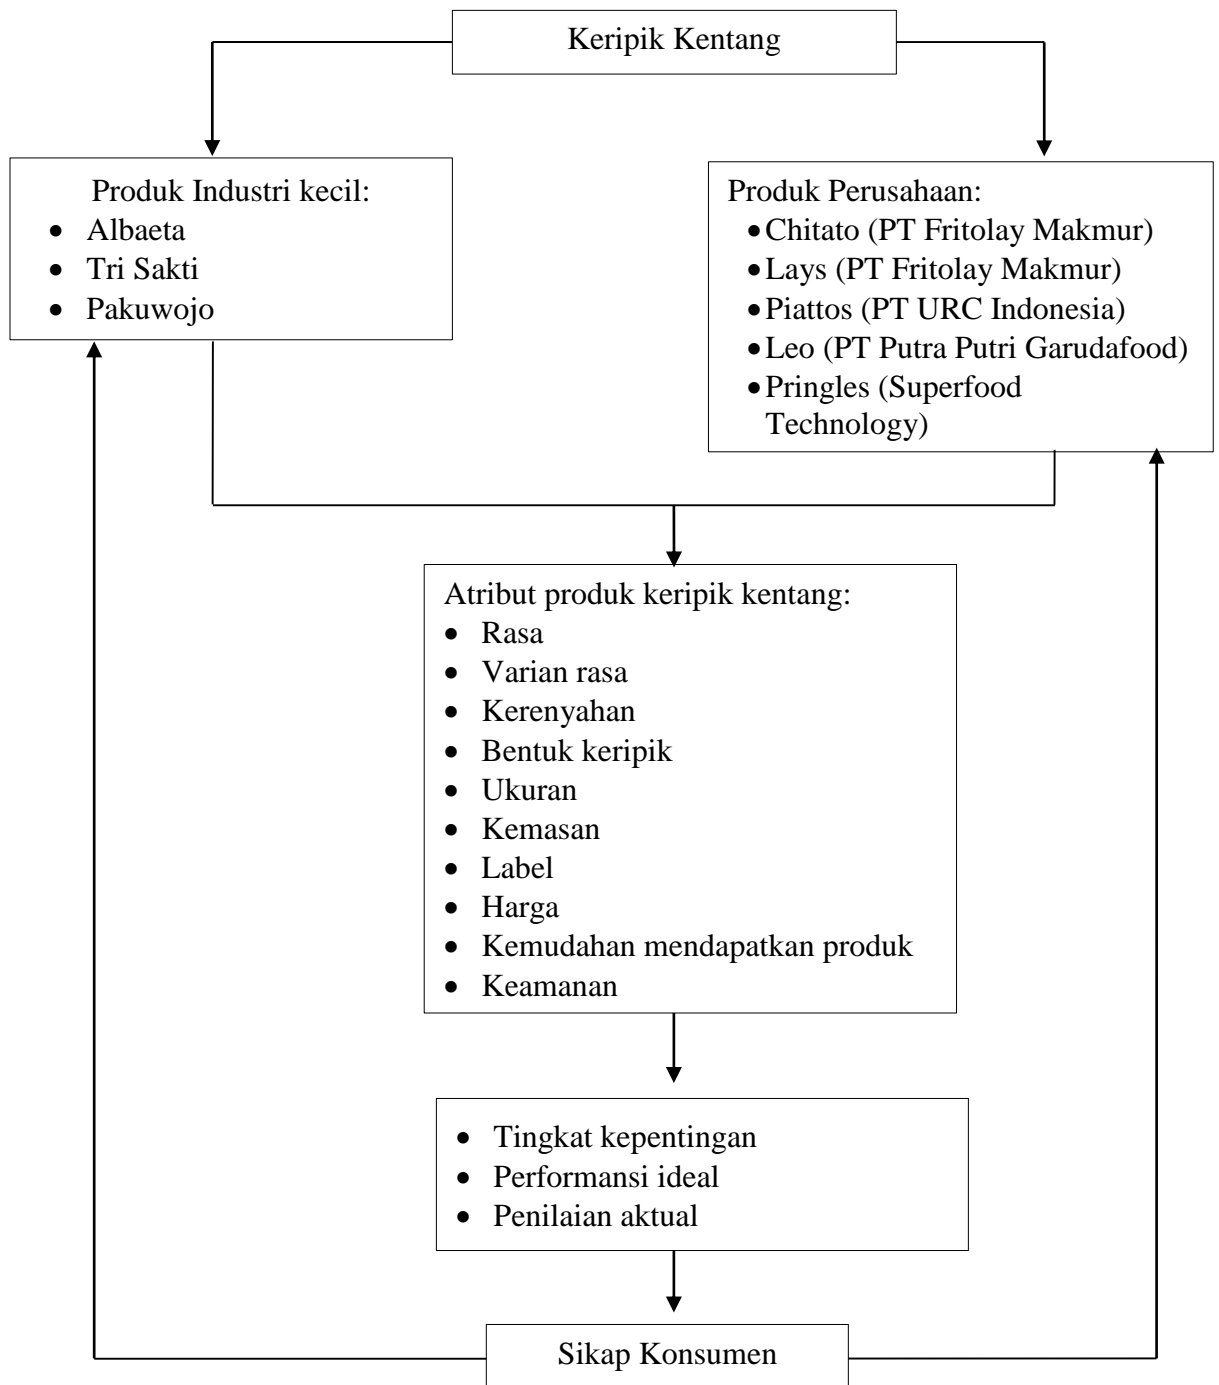 Keripik Kentang
Produk Industri kecil:
• Albaeta
• Tri Sakti
• Pakuwojo
Produk Perusahaan:
• Chitato (PT Fritolay Makmur)
• Lays (PT Fritolay Makmur)
• Piattos (PT URC Indonesia)
• Leo (PT Putra Putri Garudafood)
• Pringles (Superfood
Technology)
Atribut produk keripik kentang:
• Rasa
• Varian rasa
• Kerenyahan
• Bentuk keripik
• Ukuran
• Kemasan
• Label
• Harga
• Kemudahan mendapatkan produk
• Keamanan
• Tingkat kepentingan
• Performansi ideal
• Penilaian aktual
Sikap Konsumen